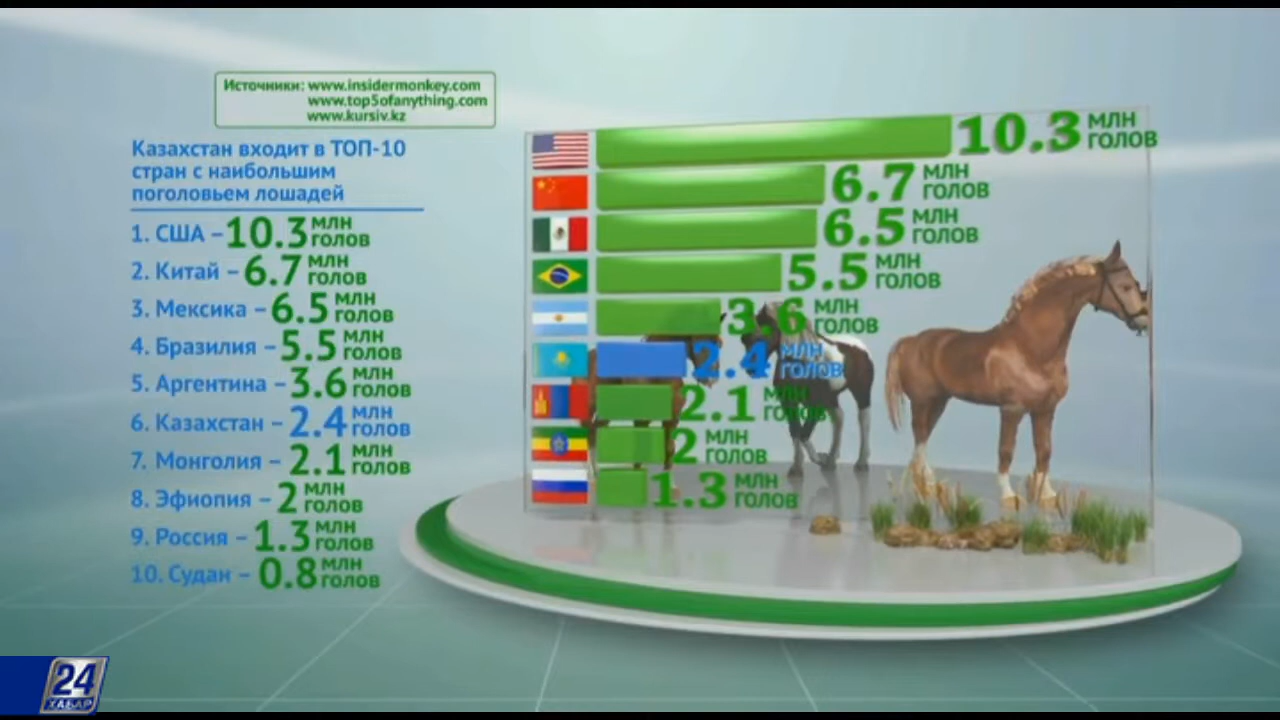 Источники: www.insidermonkey.com
www.top5ofanything.com
www.kursiv.kz
Казахстан входит в ТОП-10
стран с наибольшим
поголовьем лошадей
1. США – 10.3 МЛН ГОЛОВ
2. Китай – 6.7 МЛН ГОЛОВ
3. Мексика – 6.5 МЛН ГОЛОВ
4. Бразилия – 5.5 МЛН ГОЛОВ
5. Аргентина – 3.6 МЛН ГОЛОВ
6. Казахстан – 2.4 МЛН ГОЛОВ
7. Монголия – 2.1 МЛН ГОЛОВ
8. Эфиопия – 2 МЛН ГОЛОВ
9. Россия – 1.3 МЛН ГОЛОВ
10. Судан – 0.8 МЛН ГОЛОВ
10.3 МЛН ГОЛОВ
6.7 МЛН ГОЛОВ
6.5 МЛН ГОЛОВ
5.5 МЛН ГОЛОВ
3.6 МЛН ГОЛОВ
2.4 МЛН ГОЛОВ
2.1 МЛН ГОЛОВ
2 МЛН ГОЛОВ
1.3 МЛН ГОЛОВ
24
ХАБАР